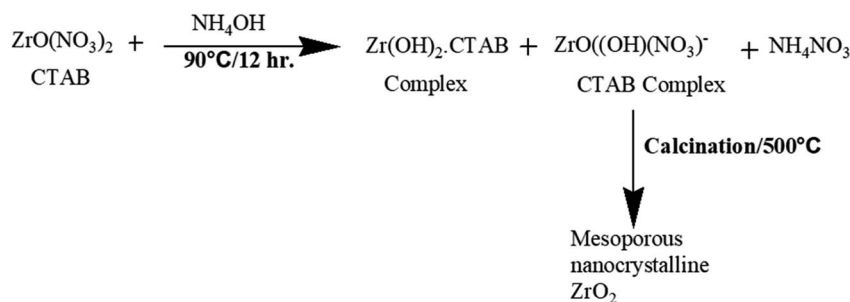 ZrO(NO₃)₂ + NH₄OH Zr(OH)₂.CTAB + ZrO((OH)(NO₃)⁻ + NH₄NO₃
CTAB 90°C/12 hr. Complex CTAB Complex
Calcination/500°C
Mesoporous
nanocrystalline
ZrO₂